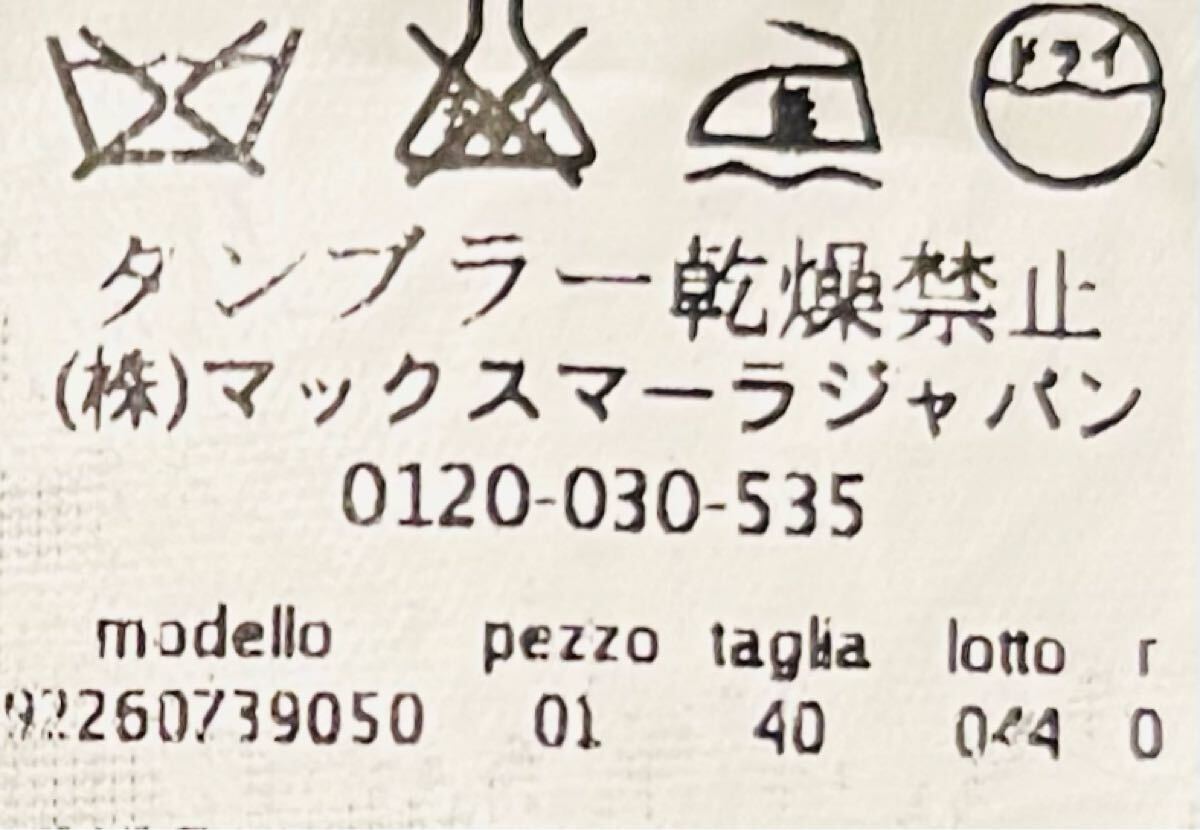 ドライ
タンブラー乾燥禁止
(株)マックスマーラジャパン
0120-030-535
modello pezzo taglia lotto r
92260739050 01 40 0